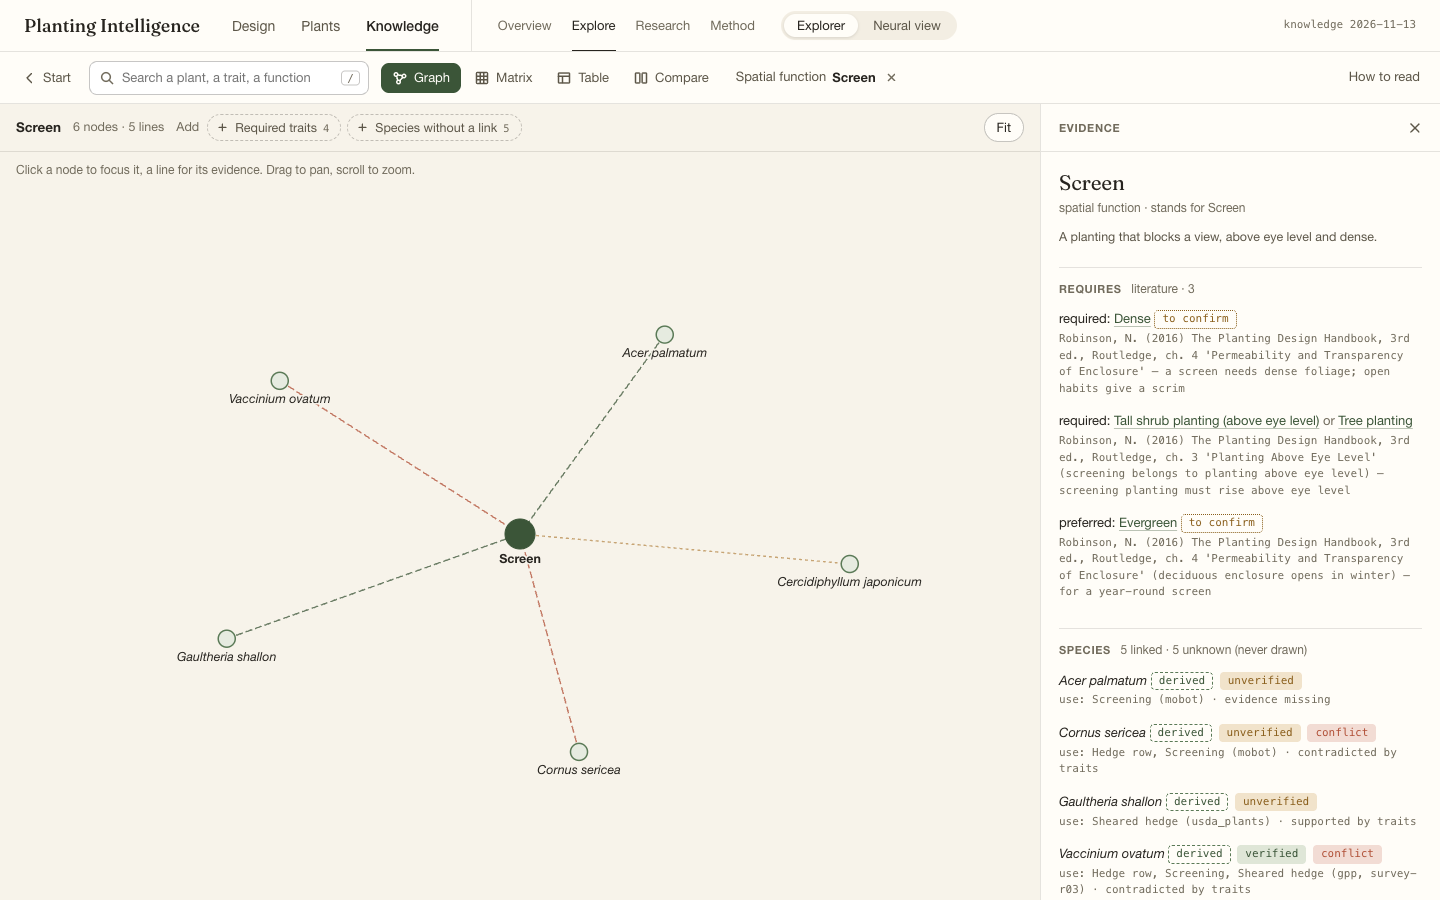 Planting Intelligence
Design
Plants
Knowledge
Overview
Explore
Research
Method
Explorer
Neural view
knowledge 2026-11-13
Start
Search a plant, a trait, a function
/
Graph
Matrix
Table
Compare
Spatial function Screen ×
How to read
Screen 6 nodes · 5 lines Add
+ Required traits 4
+ Species without a link 5
Fit
Click a node to focus it, a line for its evidence. Drag to pan, scroll to zoom.
Acer palmatum
Vaccinium ovatum
Screen
Cercidiphyllum japonicum
Gaultheria shallon
Cornus sericea
EVIDENCE
Screen
spatial function · stands for Screen
A planting that blocks a view, above eye level and dense.
REQUIRES literature · 3
required: Dense to confirm
Robinson, N. (2016) The Planting Design Handbook, 3rd
ed., Routledge, ch. 4 'Permeability and Transparency
of Enclosure' — a screen needs dense foliage; open
habits give a scrim
required: Tall shrub planting (above eye level) or Tree planting
Robinson, N. (2016) The Planting Design Handbook, 3rd
ed., Routledge, ch. 3 'Planting Above Eye Level'
(screening belongs to planting above eye level) —
screening planting must rise above eye level
preferred: Evergreen to confirm
Robinson, N. (2016) The Planting Design Handbook, 3rd
ed., Routledge, ch. 4 'Permeability and Transparency
of Enclosure' (deciduous enclosure opens in winter) —
for a year-round screen
SPECIES 5 linked · 5 unknown (never drawn)
Acer palmatum derived unverified
use: Screening (mobot) · evidence missing
Cornus sericea derived unverified conflict
use: Hedge row, Screening (mobot) · contradicted by
traits
Gaultheria shallon derived unverified
use: Sheared hedge (usda_plants) · supported by traits
Vaccinium ovatum derived verified conflict
use: Hedge row, Screening, Sheared hedge (gpp, survey-
r03) · contradicted by traits